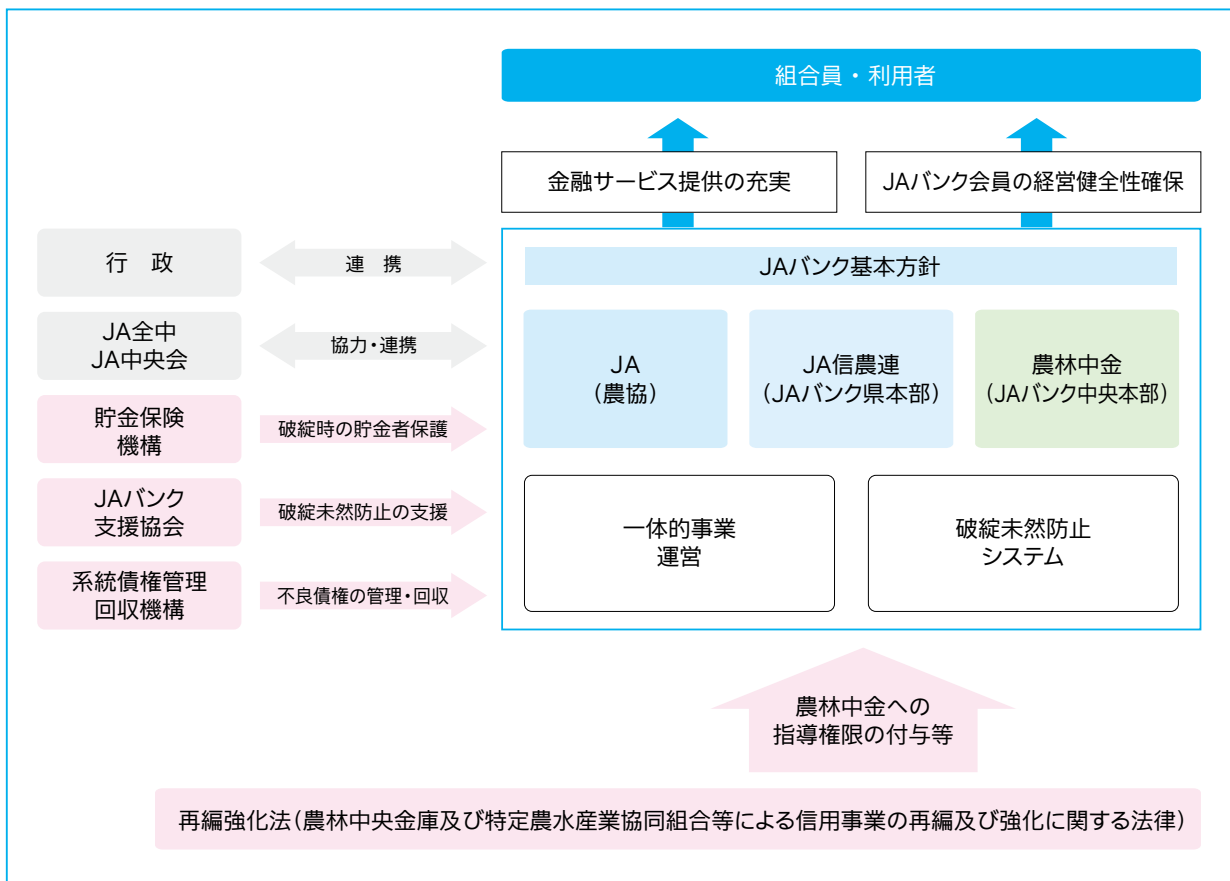 組合員・利用者
金融サービス提供の充実
JAバンク会員の経営健全性確保
行　政
連　携
JAバンク基本方針
JA全中
JA中央会
協力・連携
JA
（農協）
JA信農連
（JAバンク県本部）
農林中金
（JAバンク中央本部）
貯金保険
機構
破綻時の貯金者保護
JAバンク
支援協会
破綻未然防止の支援
一体的事業
運営
破綻未然防止
システム
系統債権管理
回収機構
不良債権の管理・回収
農林中金への
指導権限の付与等
再編強化法（農林中央金庫及び特定農水産業協同組合等による信用事業の再編及び強化に関する法律）